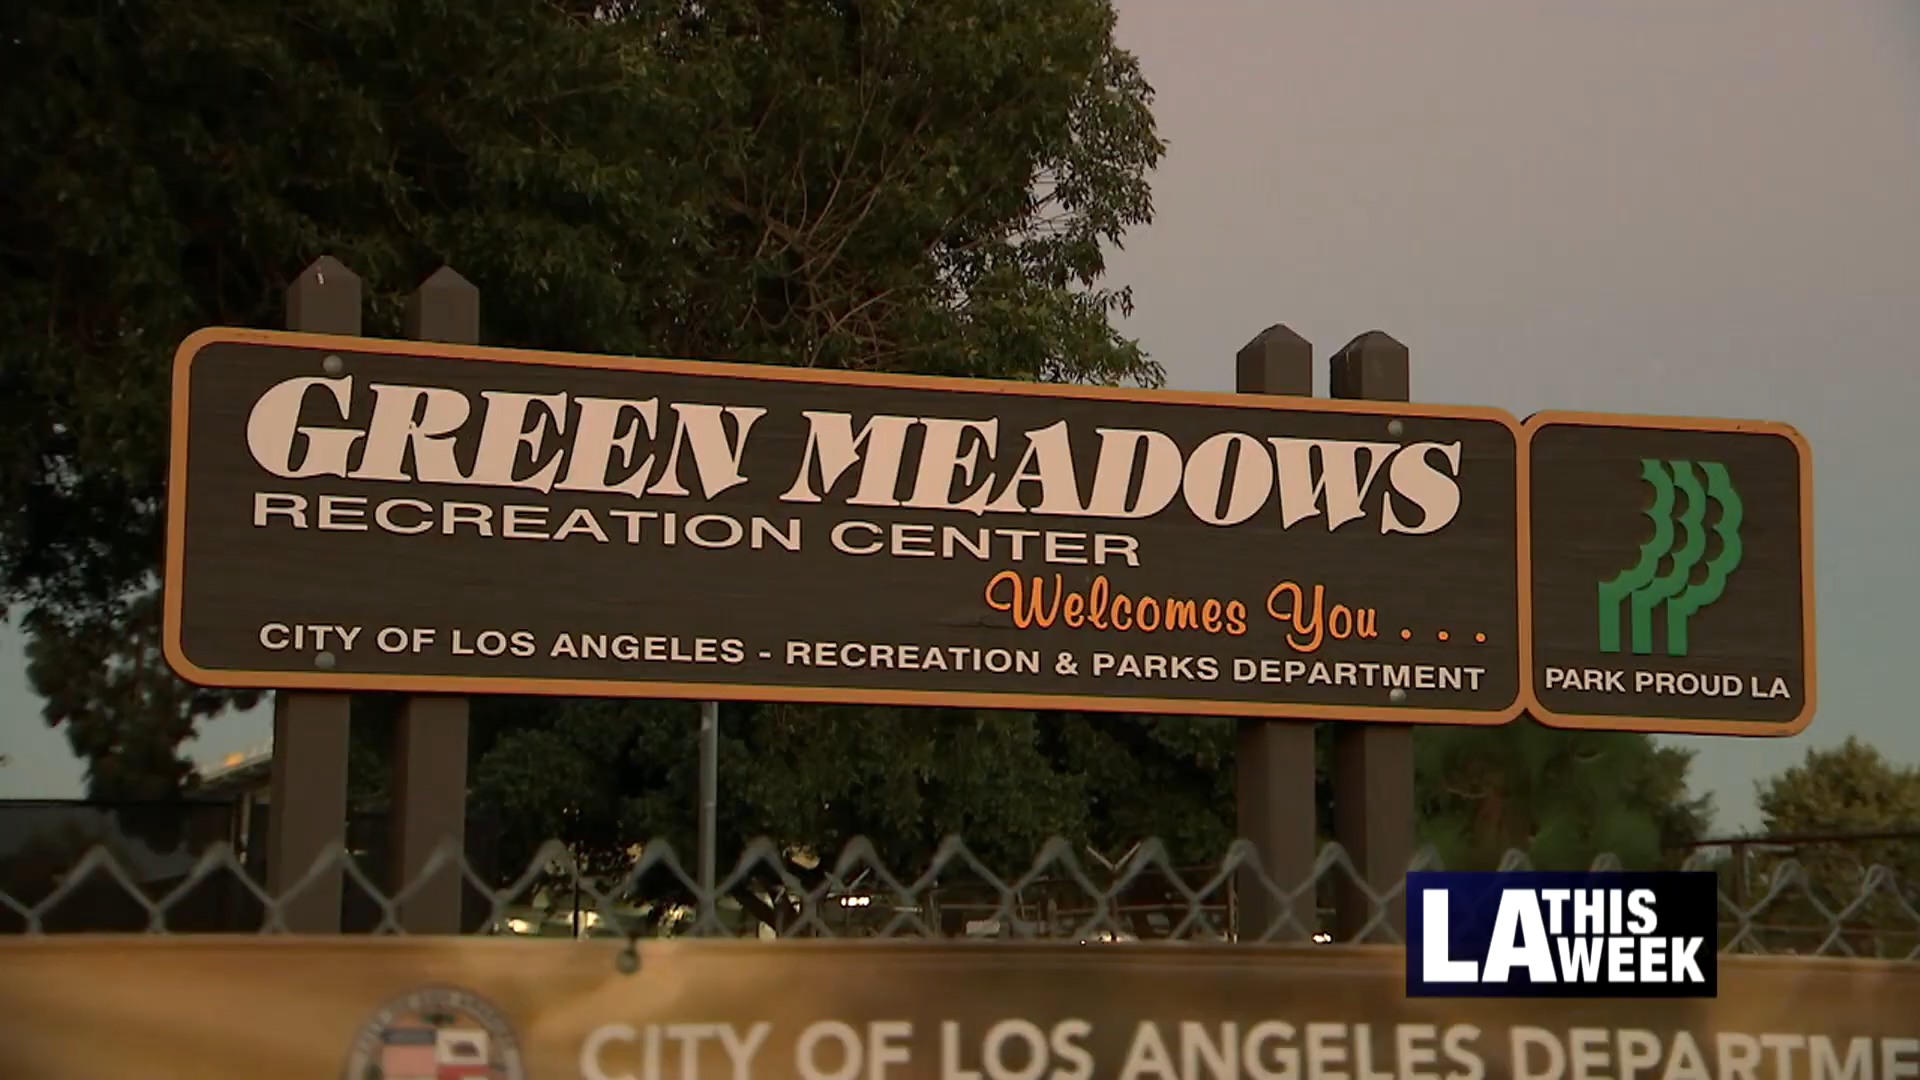 GREEN MEADOWS
RECREATION CENTER
Welcomes You . . .
CITY OF LOS ANGELES - RECREATION & PARKS DEPARTMENT
PARK PROUD LA
LA THIS WEEK
CITY OF LOS ANGELES DEPARTME